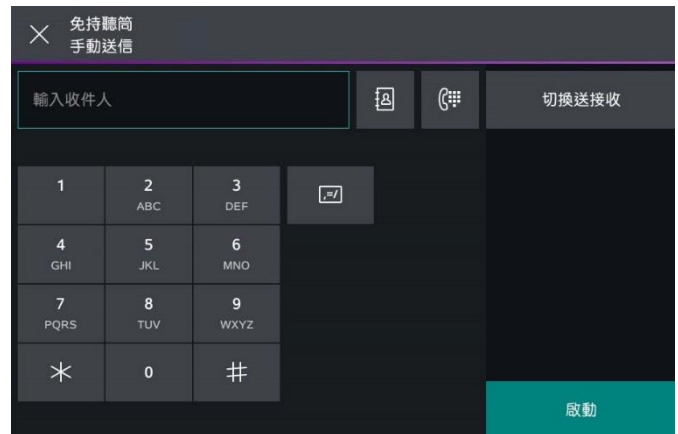 免持聽筒
手動送信
輸入收件人
切換送接收
1 2 3
ABC DEF
,=/
4 5 6
GHI JKL MNO
7 8 9
PQRS TUV WXYZ
* 0 #
啟動